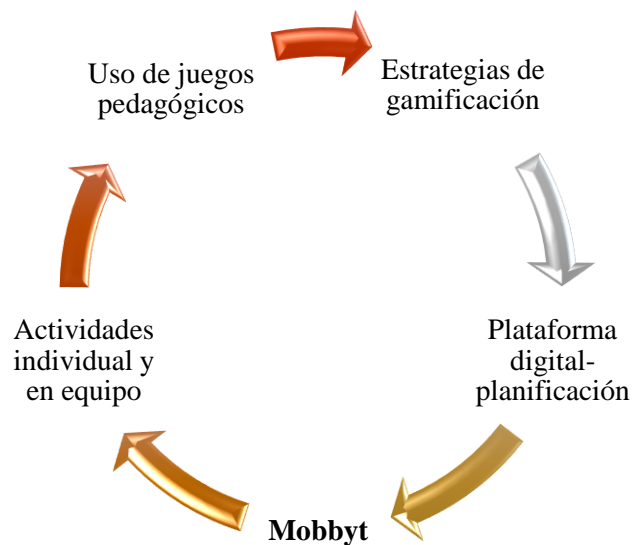 Uso de juegos
pedagógicos
Estrategias de
gamificación
Plataforma
digital-
planificación
Mobbyt
Actividades
individual y
en equipo